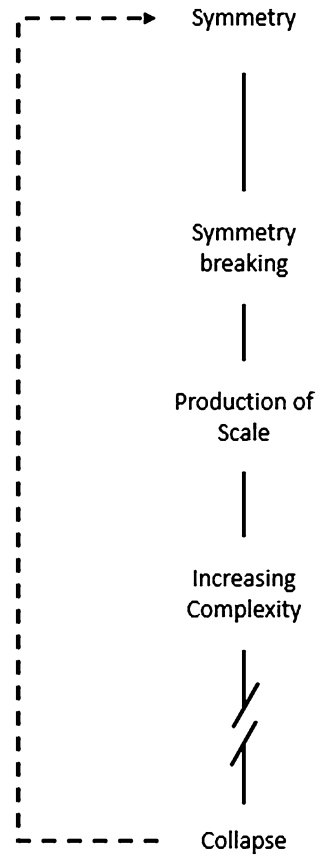 Symmetry
Symmetry
breaking
Production of
Scale
Increasing
Complexity
Collapse